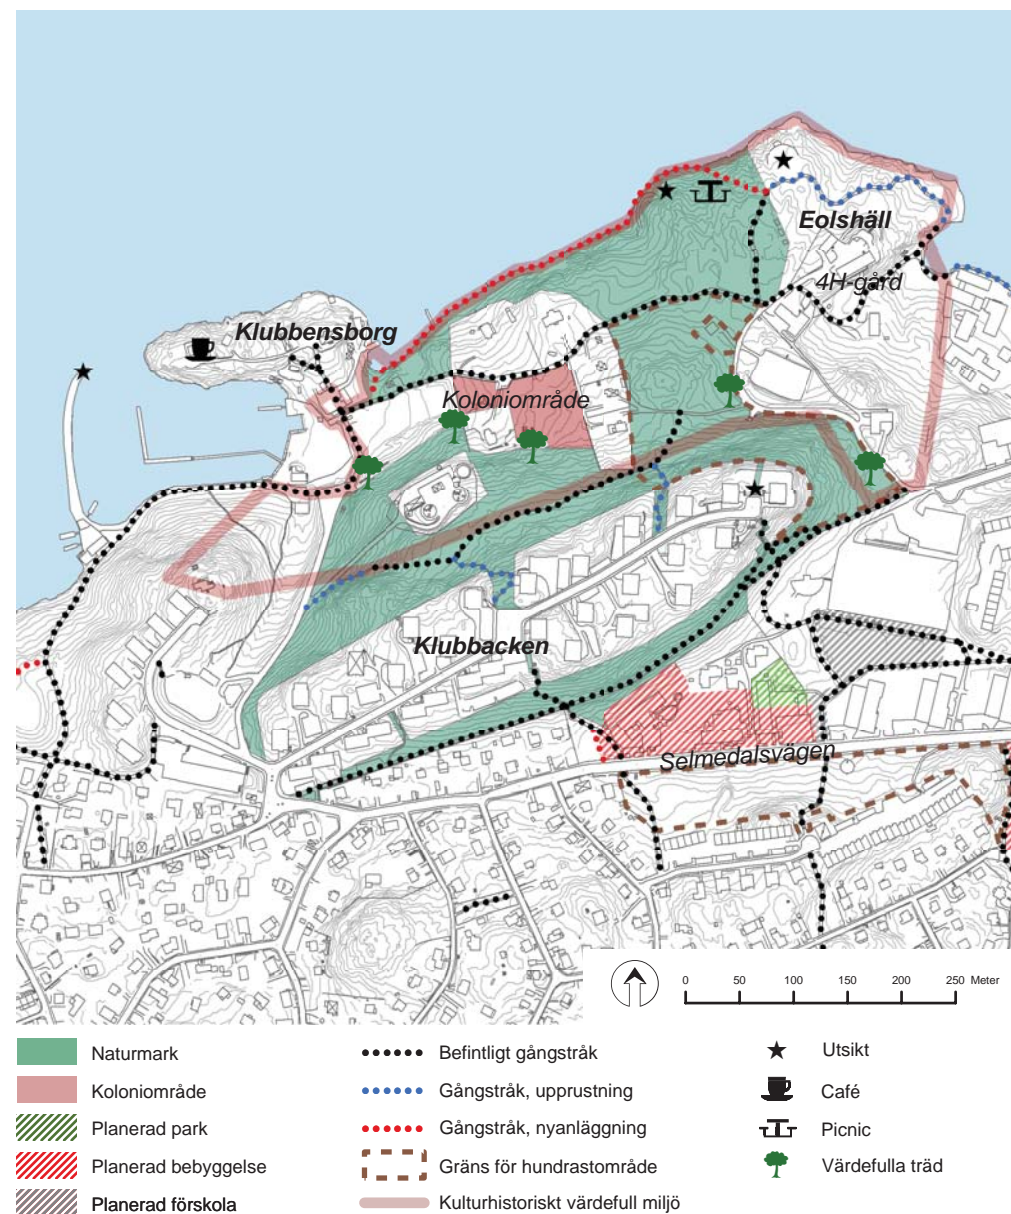 Eolshäll
4H-gård
Klubbensborg
Koloniområde
Klubbacken
Selmedalsvägen
0 50 100 150 200 250 Meter
Naturmark
Koloniområde
Planerad park
Planerad bebyggelse
Planerad förskola
Befintligt gångstråk
Gångstråk, upprustning
Gångstråk, nyanläggning
Gräns för hundrastområde
Kulturhistoriskt värdefull miljö
Utsikt
Café
Picnic
Värdefulla träd